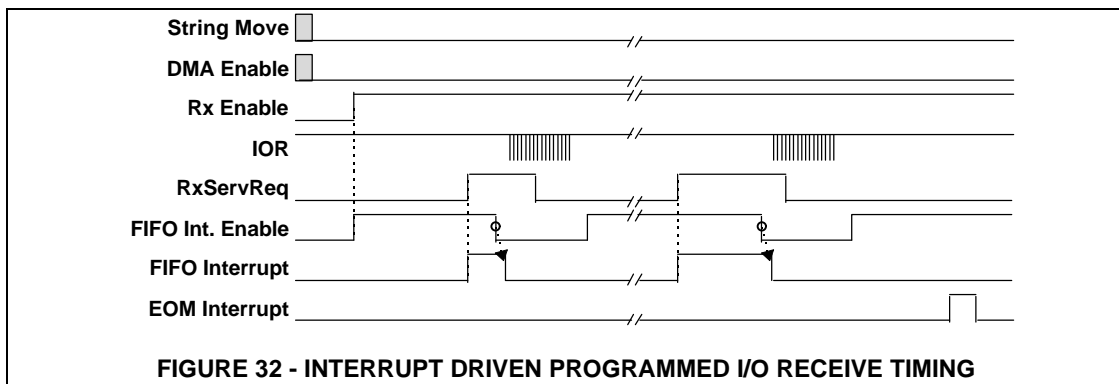 String Move
DMA Enable
Rx Enable
IOR
RxServReq
FIFO Int. Enable
FIFO Interrupt
EOM Interrupt
FIGURE 32 - INTERRUPT DRIVEN PROGRAMMED I/O RECEIVE TIMING